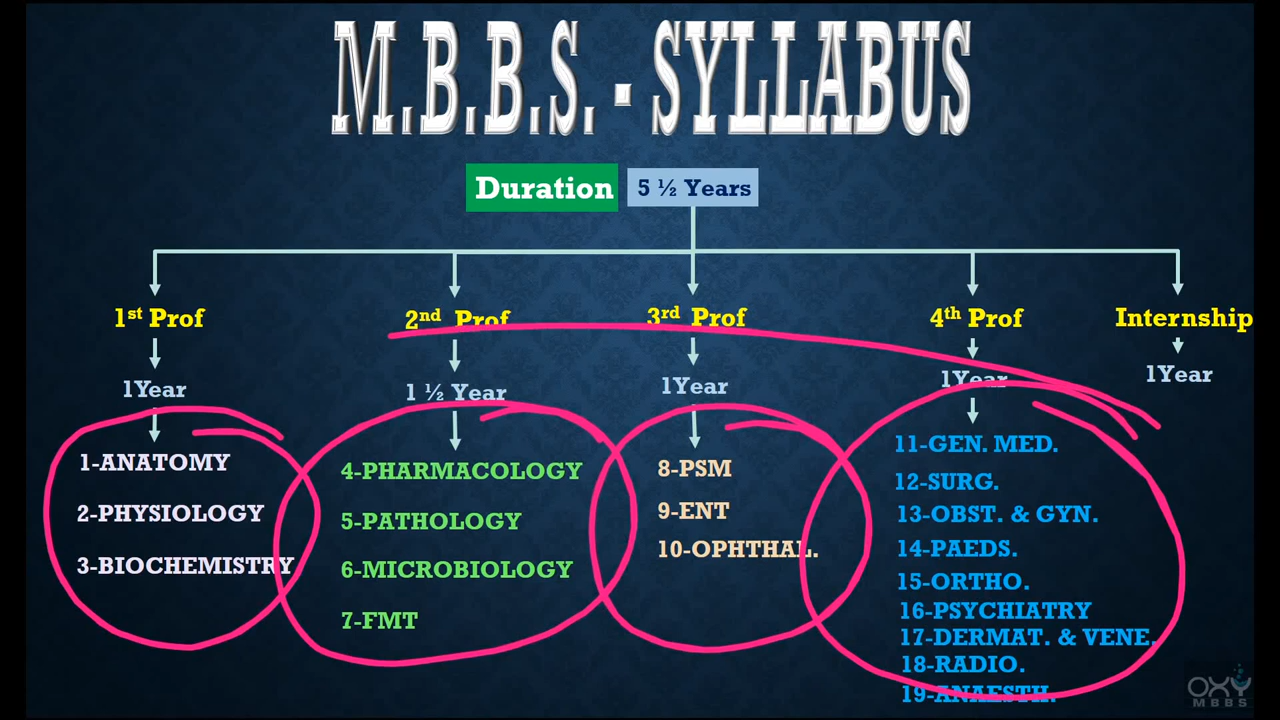 M.B.B.S. - SYLLABUS
Duration 5 ½ Years
1st Prof
1Year
1-ANATOMY
2-PHYSIOLOGY
3-BIOCHEMISTRY
2nd Prof
1 ½ Year
4-PHARMACOLOGY
5-PATHOLOGY
6-MICROBIOLOGY
7-FMT
3rd Prof
1Year
8-PSM
9-ENT
10-OPHTHAL.
4th Prof
1Year
11-GEN. MED.
12-SURG.
13-OBST. & GYN.
14-PAEDS.
15-ORTHO.
16-PSYCHIATRY
17-DERMAT. & VENE.
18-RADIO.
19-ANAESTH.
Internship
1Year
OXY
MBBS